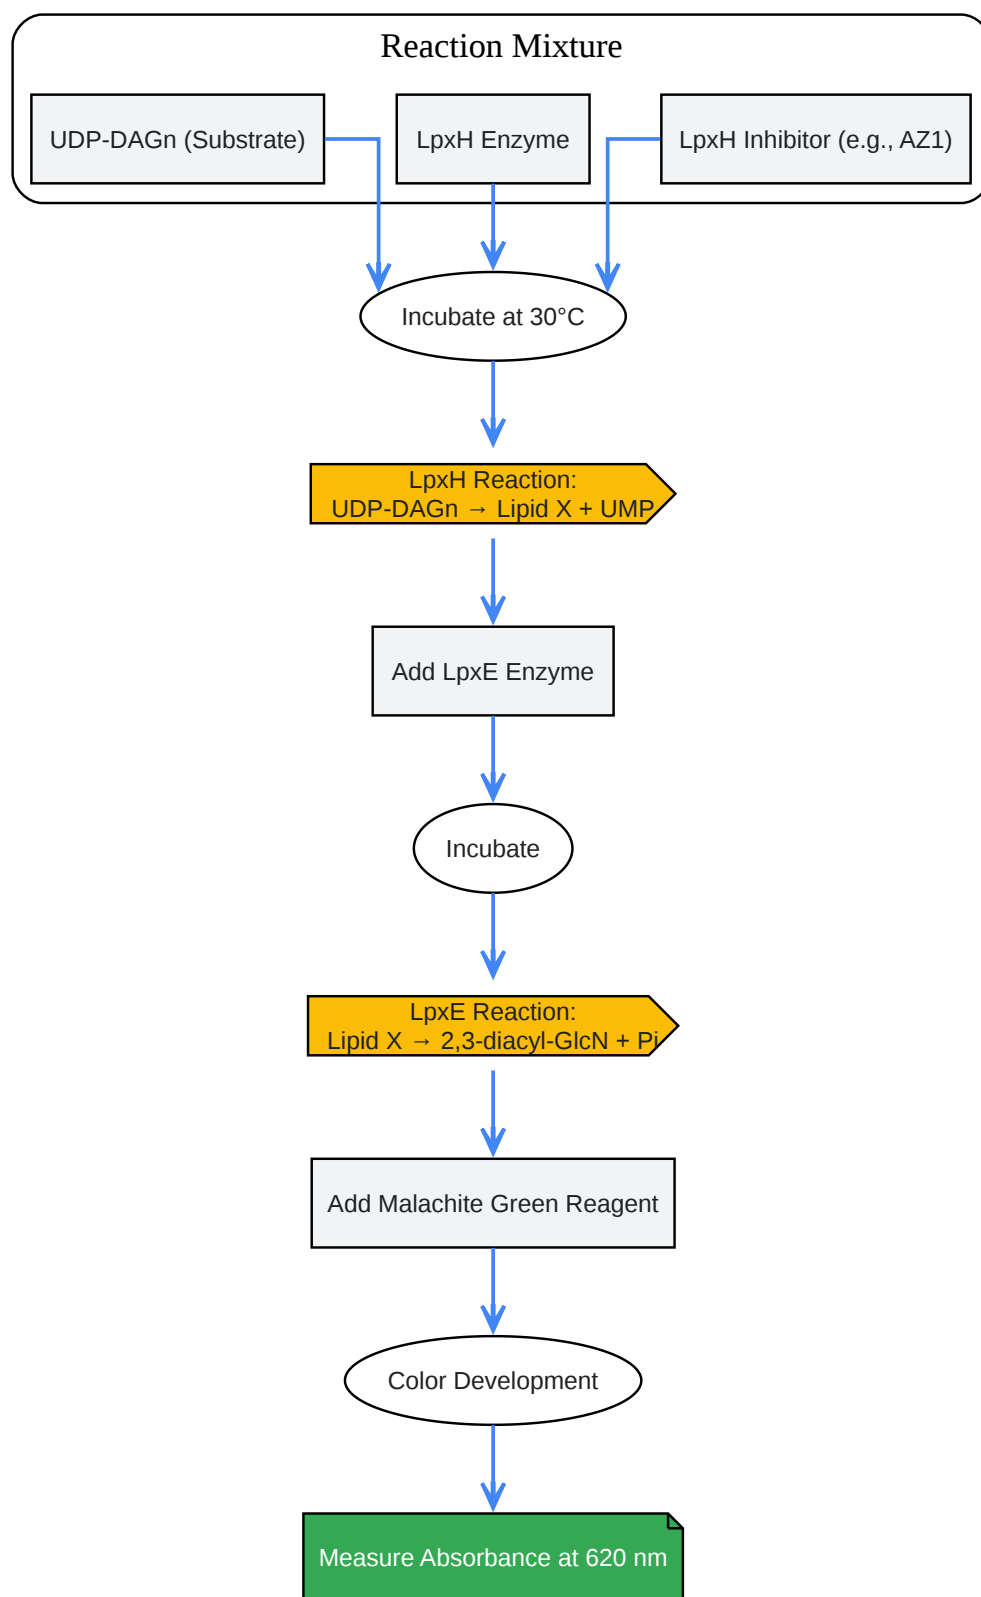 Reaction Mixture
UDP-DAGn (Substrate)
LpxH Enzyme
LpxH Inhibitor (e.g., AZ1)
Incubate at 30°C
LpxH Reaction:
UDP-DAGn → Lipid X + UMP
Add LpxE Enzyme
Incubate
LpxE Reaction:
Lipid X → 2,3-diacyl-GlcN + Pi
Add Malachite Green Reagent
Color Development
Measure Absorbance at 620 nm